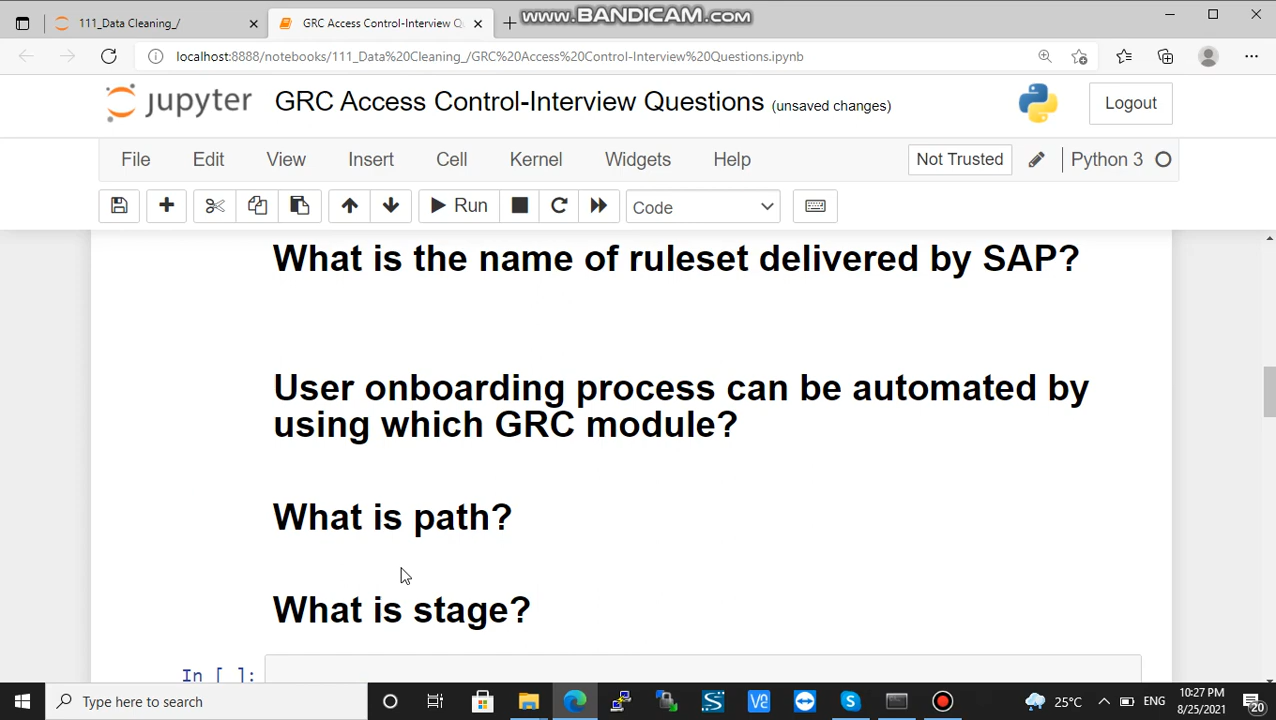 111_Data Cleaning_/
GRC Access Control-Interview Qu
www.BANDICAM.com
localhost:8888/notebooks/111_Data%20Cleaning_/GRC%20Access%20Control-Interview%20Questions.ipynb
jupyter GRC Access Control-Interview Questions (unsaved changes)
Logout
File Edit View Insert Cell Kernel Widgets Help
Not Trusted Python 3
Run Code
What is the name of ruleset delivered by SAP?
User onboarding process can be automated by
using which GRC module?
What is path?
What is stage?
In [ ]:
Type here to search
25°C ENG
10:27 PM
8/25/2021
20